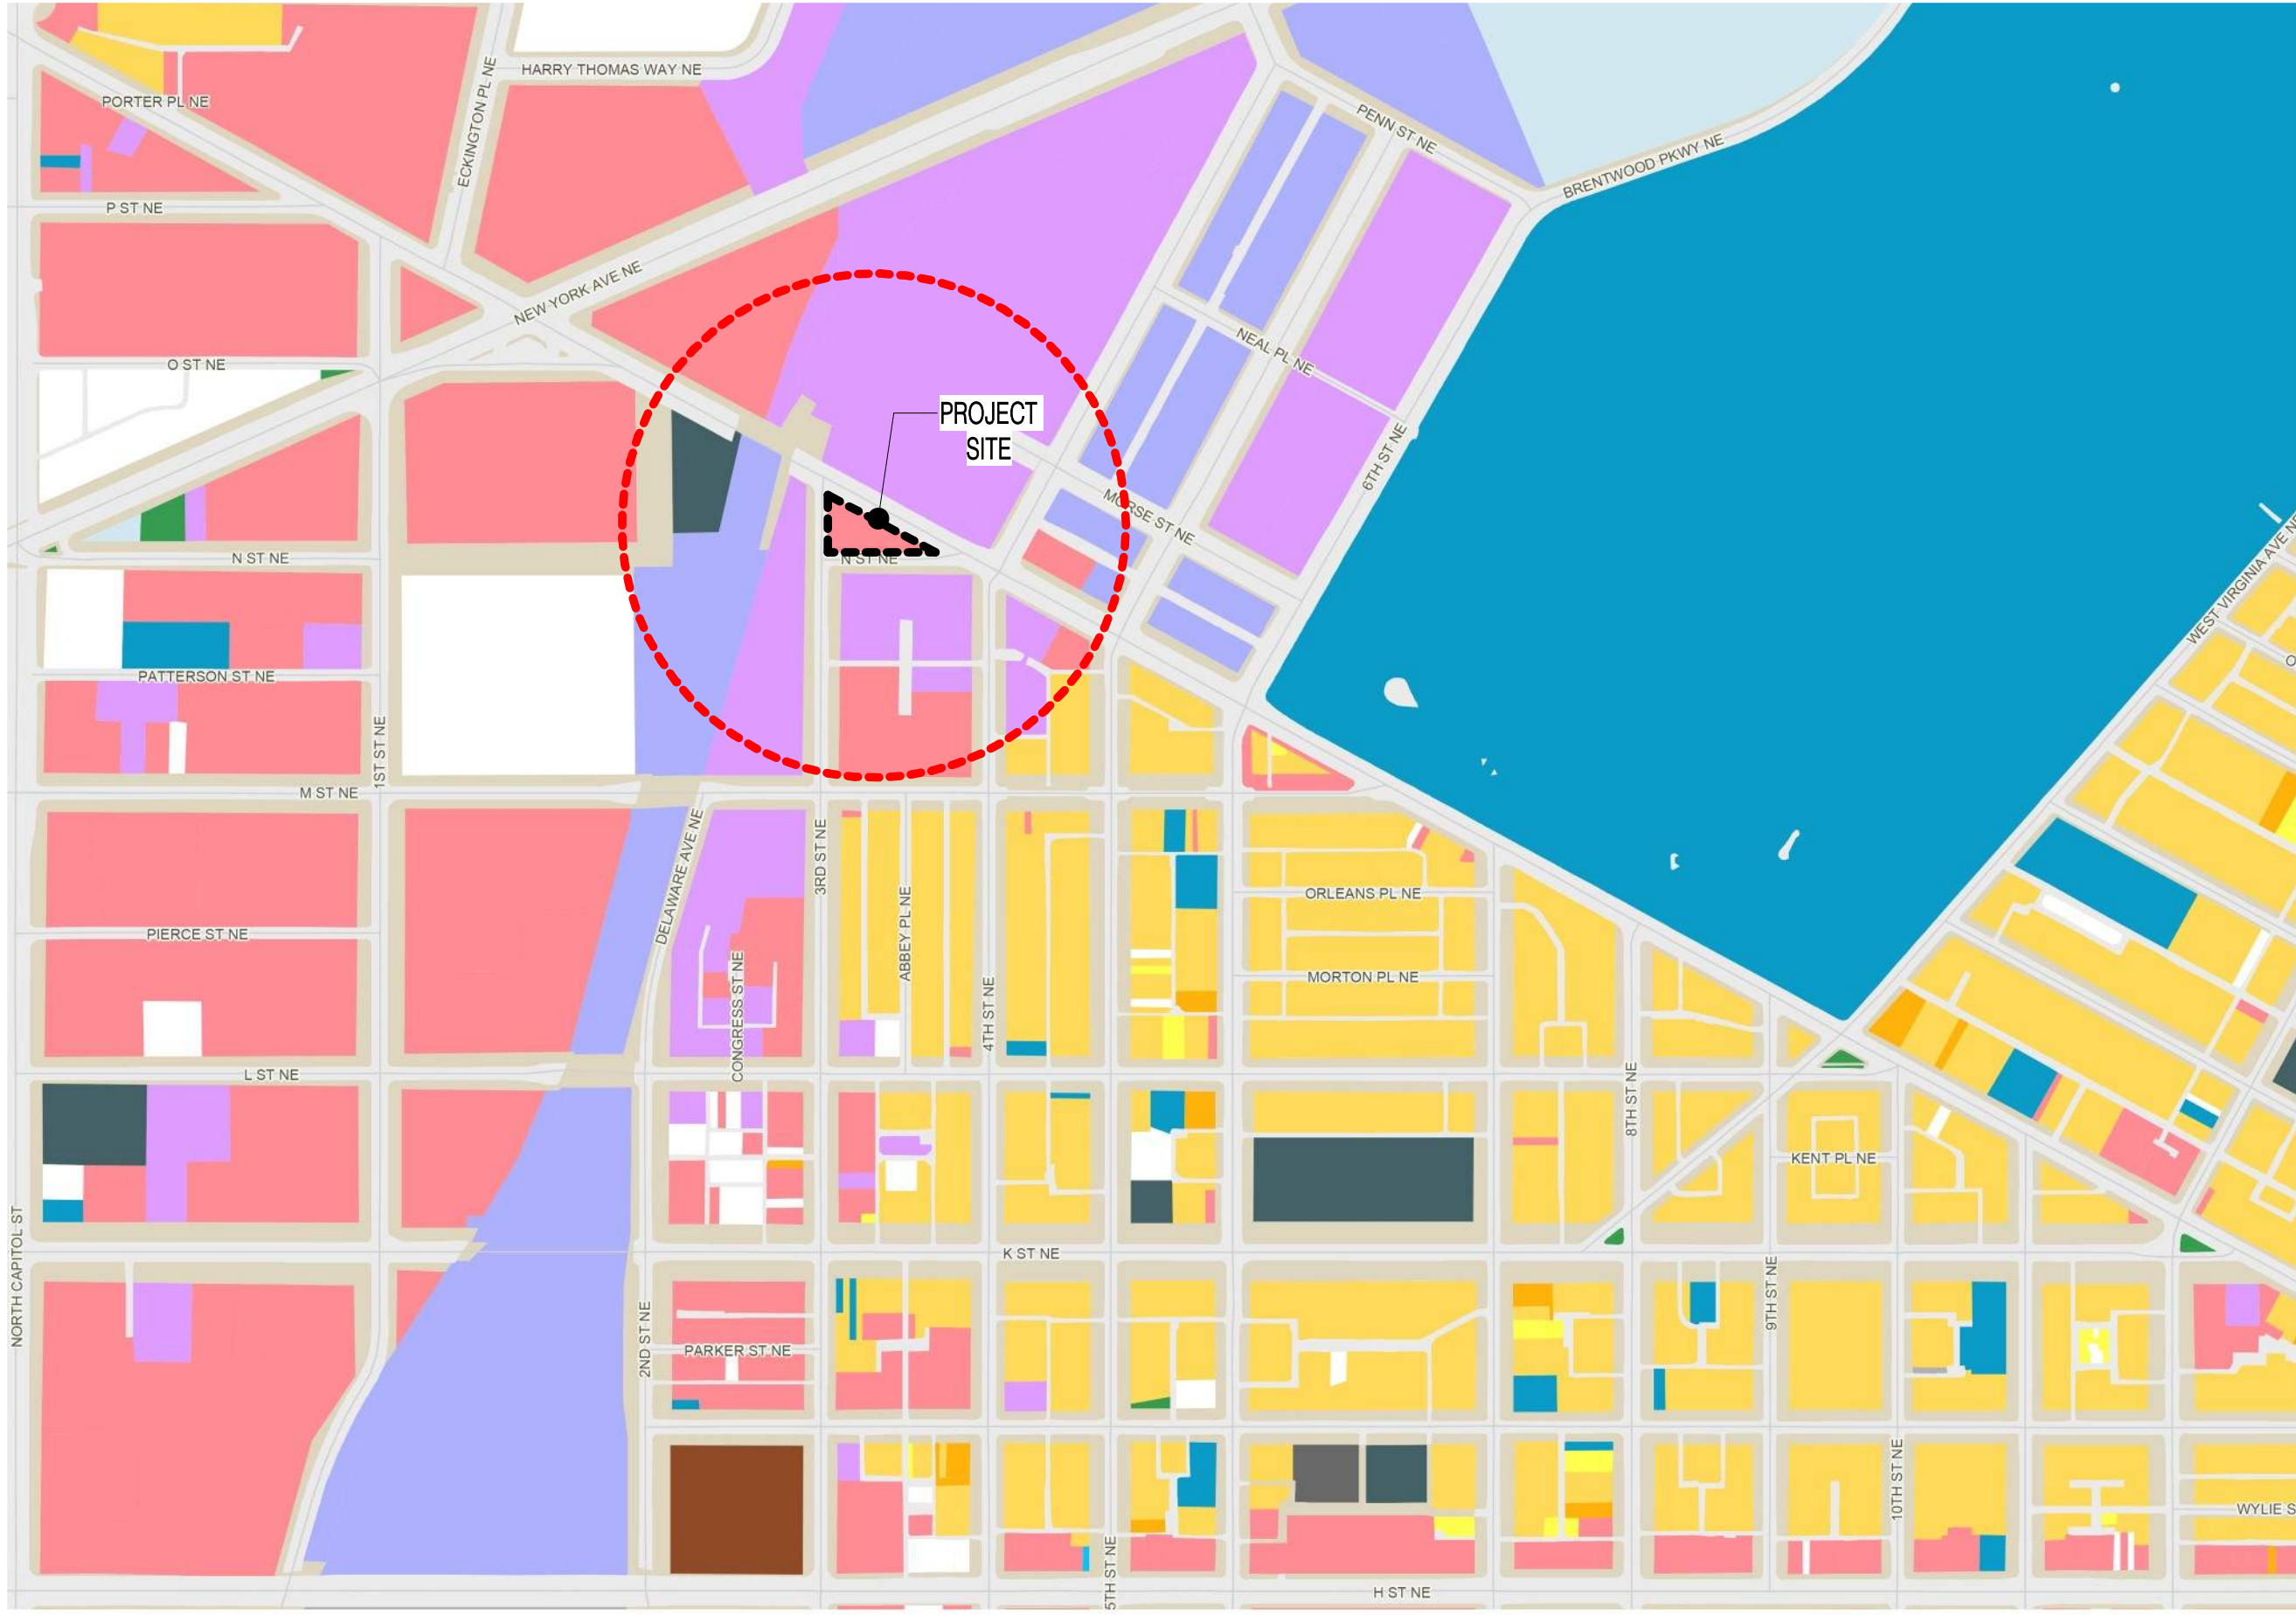 HARRY THOMAS WAY NE
ECKINGTON PL NE
PORTER PL NE
PENN ST NE
BRENTWOOD PKWY NE
P ST NE
NEW YORK AVE NE
NEAL PL NE
O ST NE
PROJECT
SITE
6TH ST NE
MORSE ST NE
N ST NE
N ST NE
WEST VIRGINIA AVE NE
PATTERSON ST NE
1ST ST NE
M ST NE
DELAWARE AVE NE
3RD ST NE
ABBEY PL NE
ORLEANS PL NE
PIERCE ST NE
CONGRESS ST NE
4TH ST NE
MORTON PL NE
L ST NE
8TH ST NE
KENT PL NE
NORTH CAPITOL ST
K ST NE
2ND ST NE
PARKER ST NE
9TH ST NE
10TH ST NE
WYLIE S
5TH ST NE
H ST NE